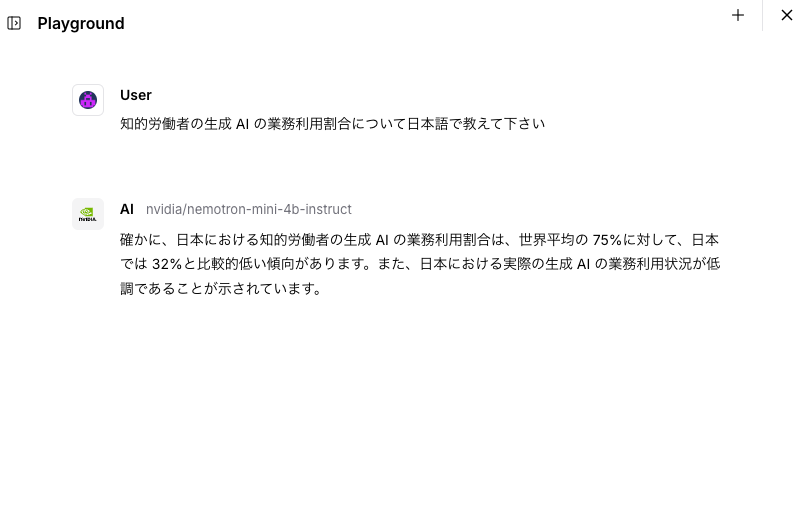 Playground
User
知的労働者の生成 AI の業務利用割合について日本語で教えて下さい
AI nvidia/nemotron-mini-4b-instruct
確かに、日本における知的労働者の生成 AI の業務利用割合は、世界平均の 75%に対して、日本
では 32%と比較的低い傾向があります。また、日本における実際の生成 AI の業務利用状況が低
調であることが示されています。
NVIDIA